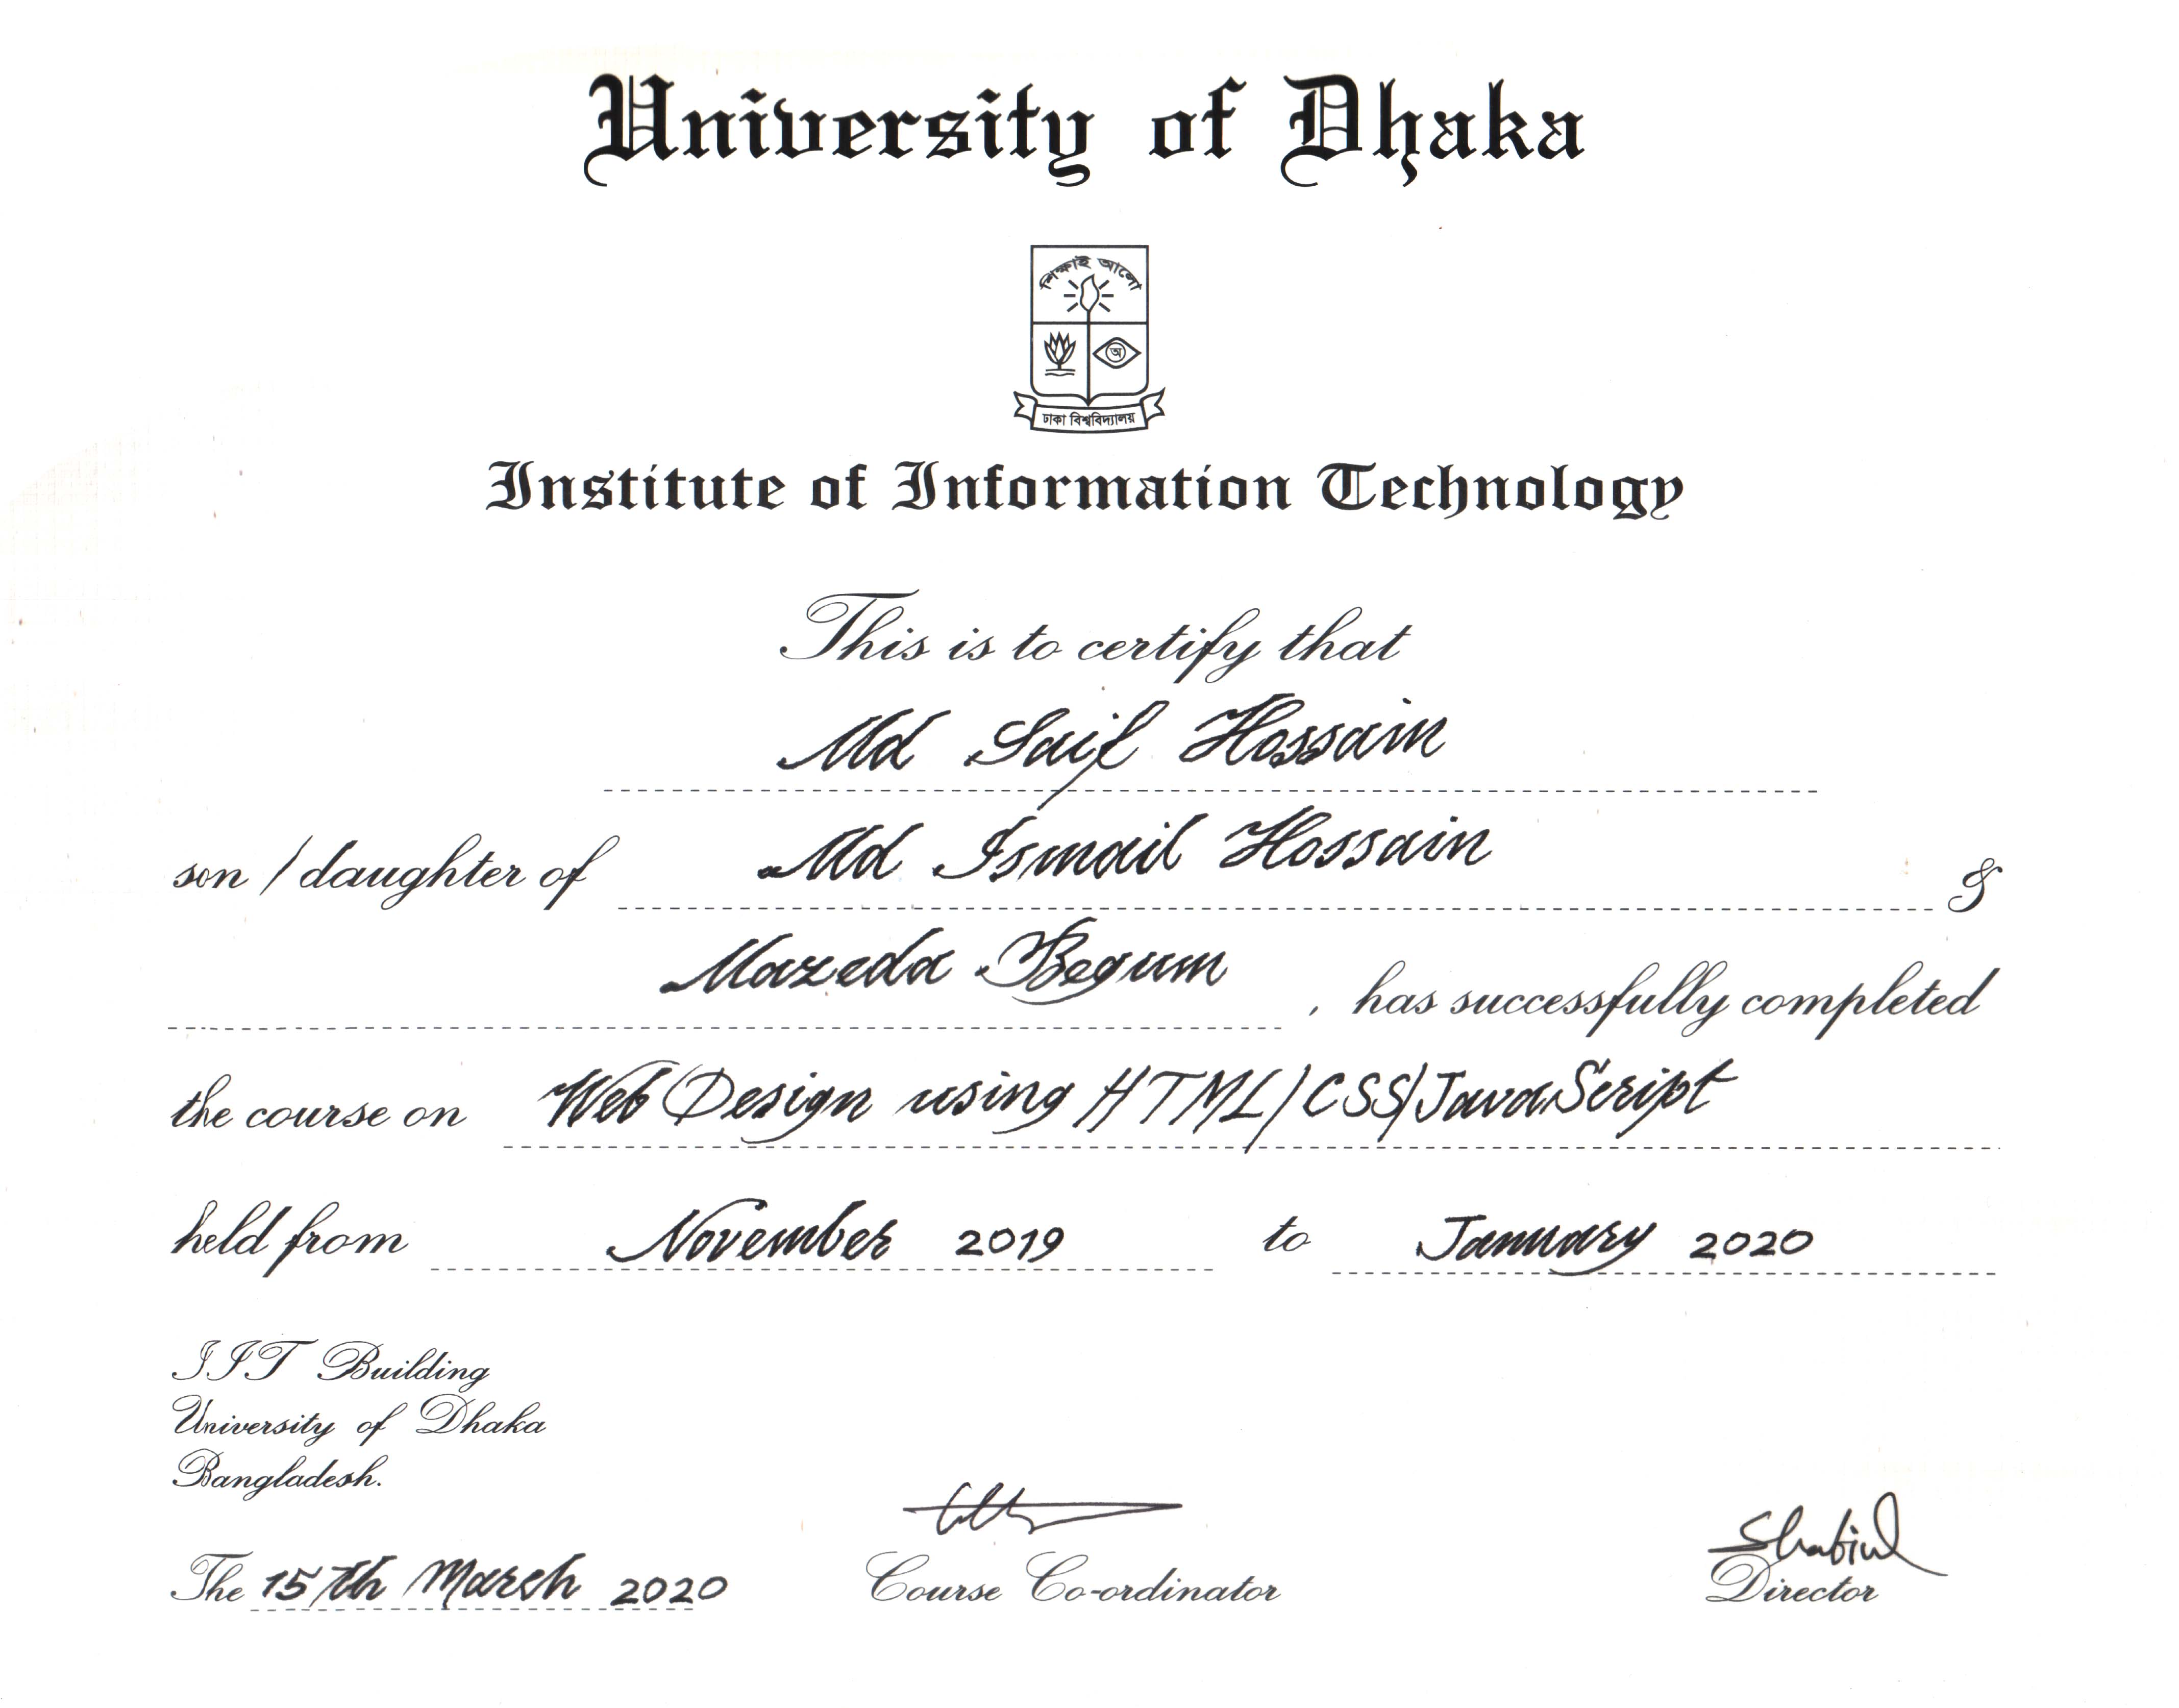 University of Dhaka
শিক্ষাই আলো
অ
ঢাকা বিশ্ববিদ্যালয়
Institute of Information Technology
This is to certify that
Md Saif Hossain
son / daughter of Md Ismail Hossain &
Mazeda Begum , has successfully completed
the course on Web Design using HTML/CSS/JavaScript
held from November 2019 to January 2020
IIT Building
University of Dhaka
Bangladesh.
The 15th March 2020
Course Co-ordinator
Shafiul
Director